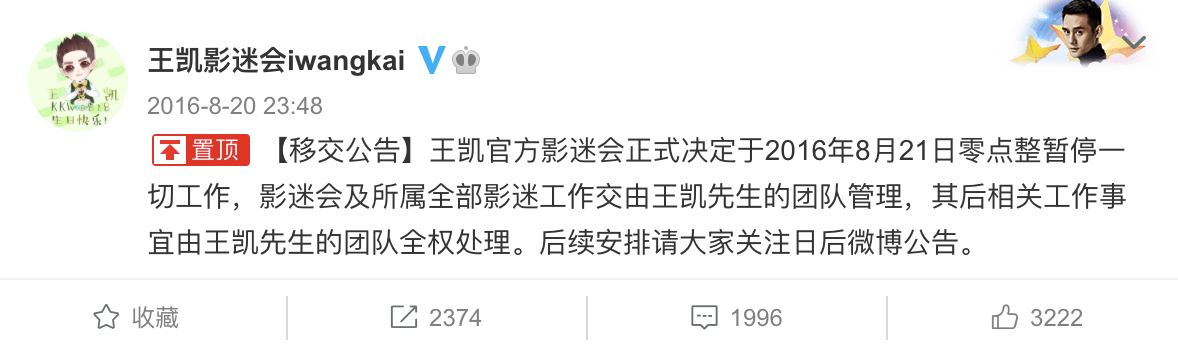 王凯影迷会iwangkai
2016-8-20 23:48
置顶 【移交公告】王凯官方影迷会正式决定于2016年8月21日零点整暂停一
切工作，影迷会及所属全部影迷工作交由王凯先生的团队管理，其后相关工作事
宜由王凯先生的团队全权处理。后续安排请大家关注日后微博公告。
收藏 2374 1996 3222
王 凯
生日快乐!